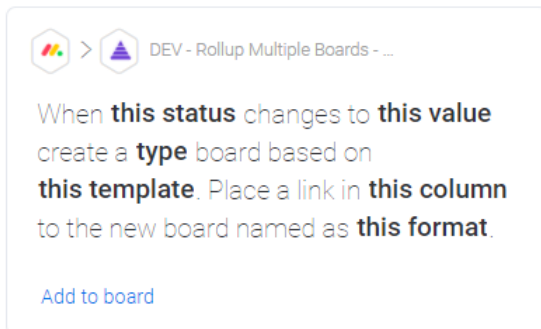 DEV - Rollup Multiple Boards - ...
When this status changes to this value
create a type board based on
this template. Place a link in this column
to the new board named as this format.
Add to board